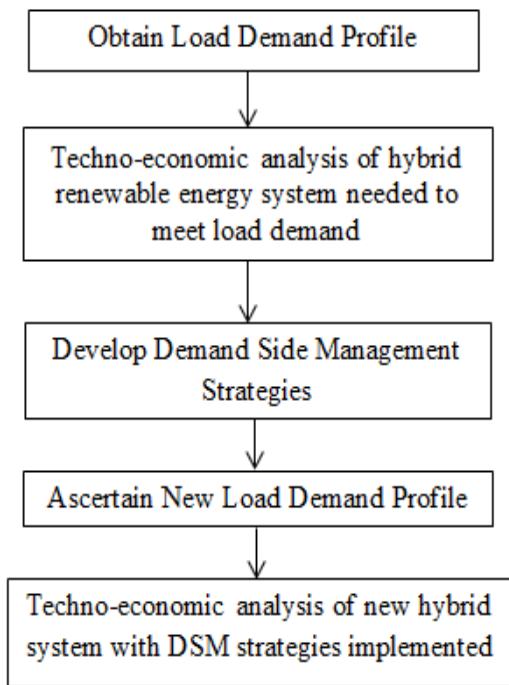 Obtain Load Demand Profile
Techno-economic analysis of hybrid
renewable energy system needed to
meet load demand
Develop Demand Side Management
Strategies
Ascertain New Load Demand Profile
Techno-economic analysis of new hybrid
system with DSM strategies implemented